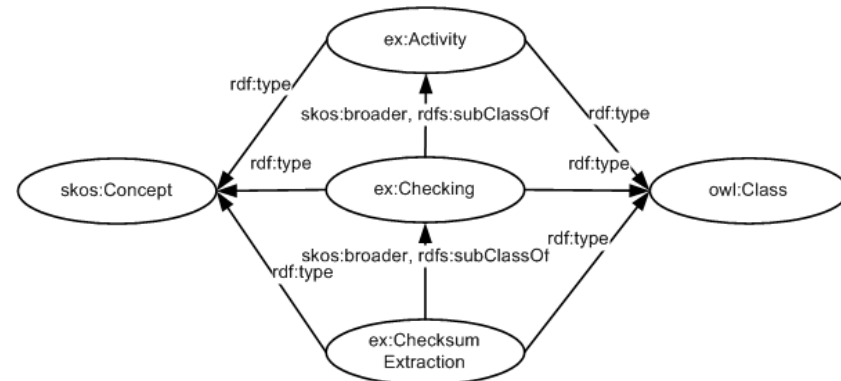 ex:Activity
rdf:type
rdf:type
skos:broader, rdfs:subClassOf
rdf:type
rdf:type
skos:Concept
ex:Checking
owl:Class
rdf:type
skos:broader, rdfs:subClassOf
rdf:type
ex:Checksum
Extraction